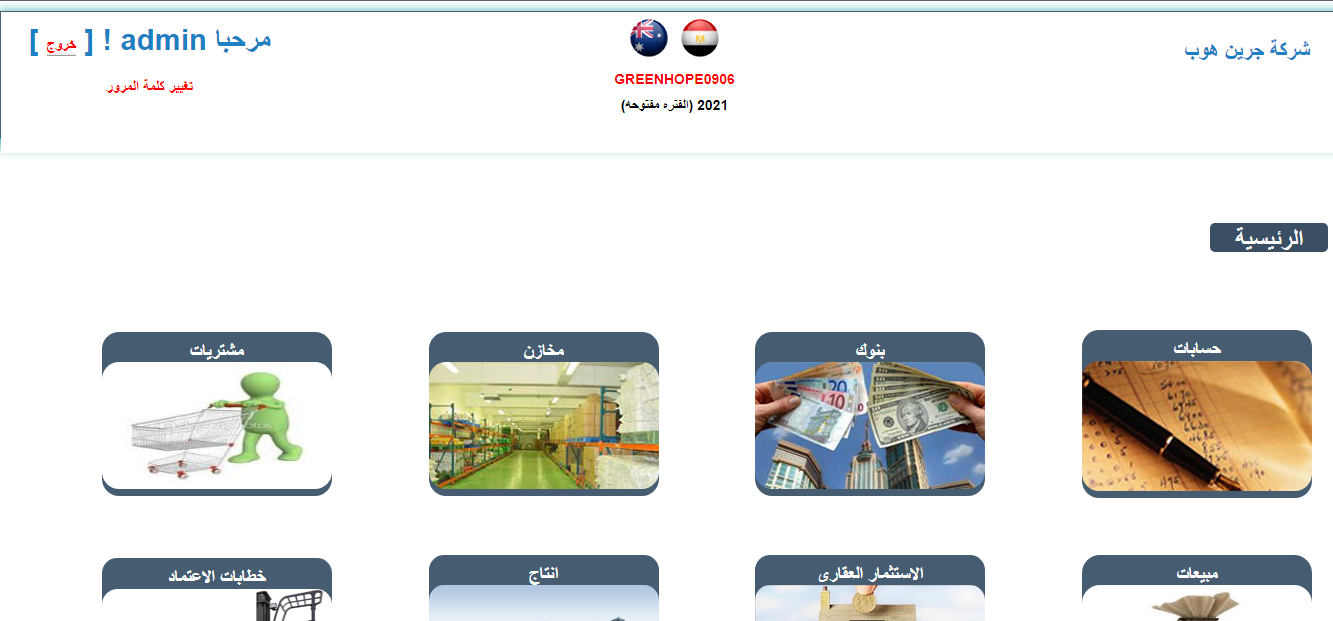 شركة جرين هوب
GREENHOPE0906
2021 (الفتره مفتوحه)
مرحبا admin ! [ خروج ]
تغيير كلمة المرور
الرئيسية
حسابات
بنوك
مخازن
مشتريات
مبيعات
الاستثمار العقارى
انتاج
خطابات الاعتماد